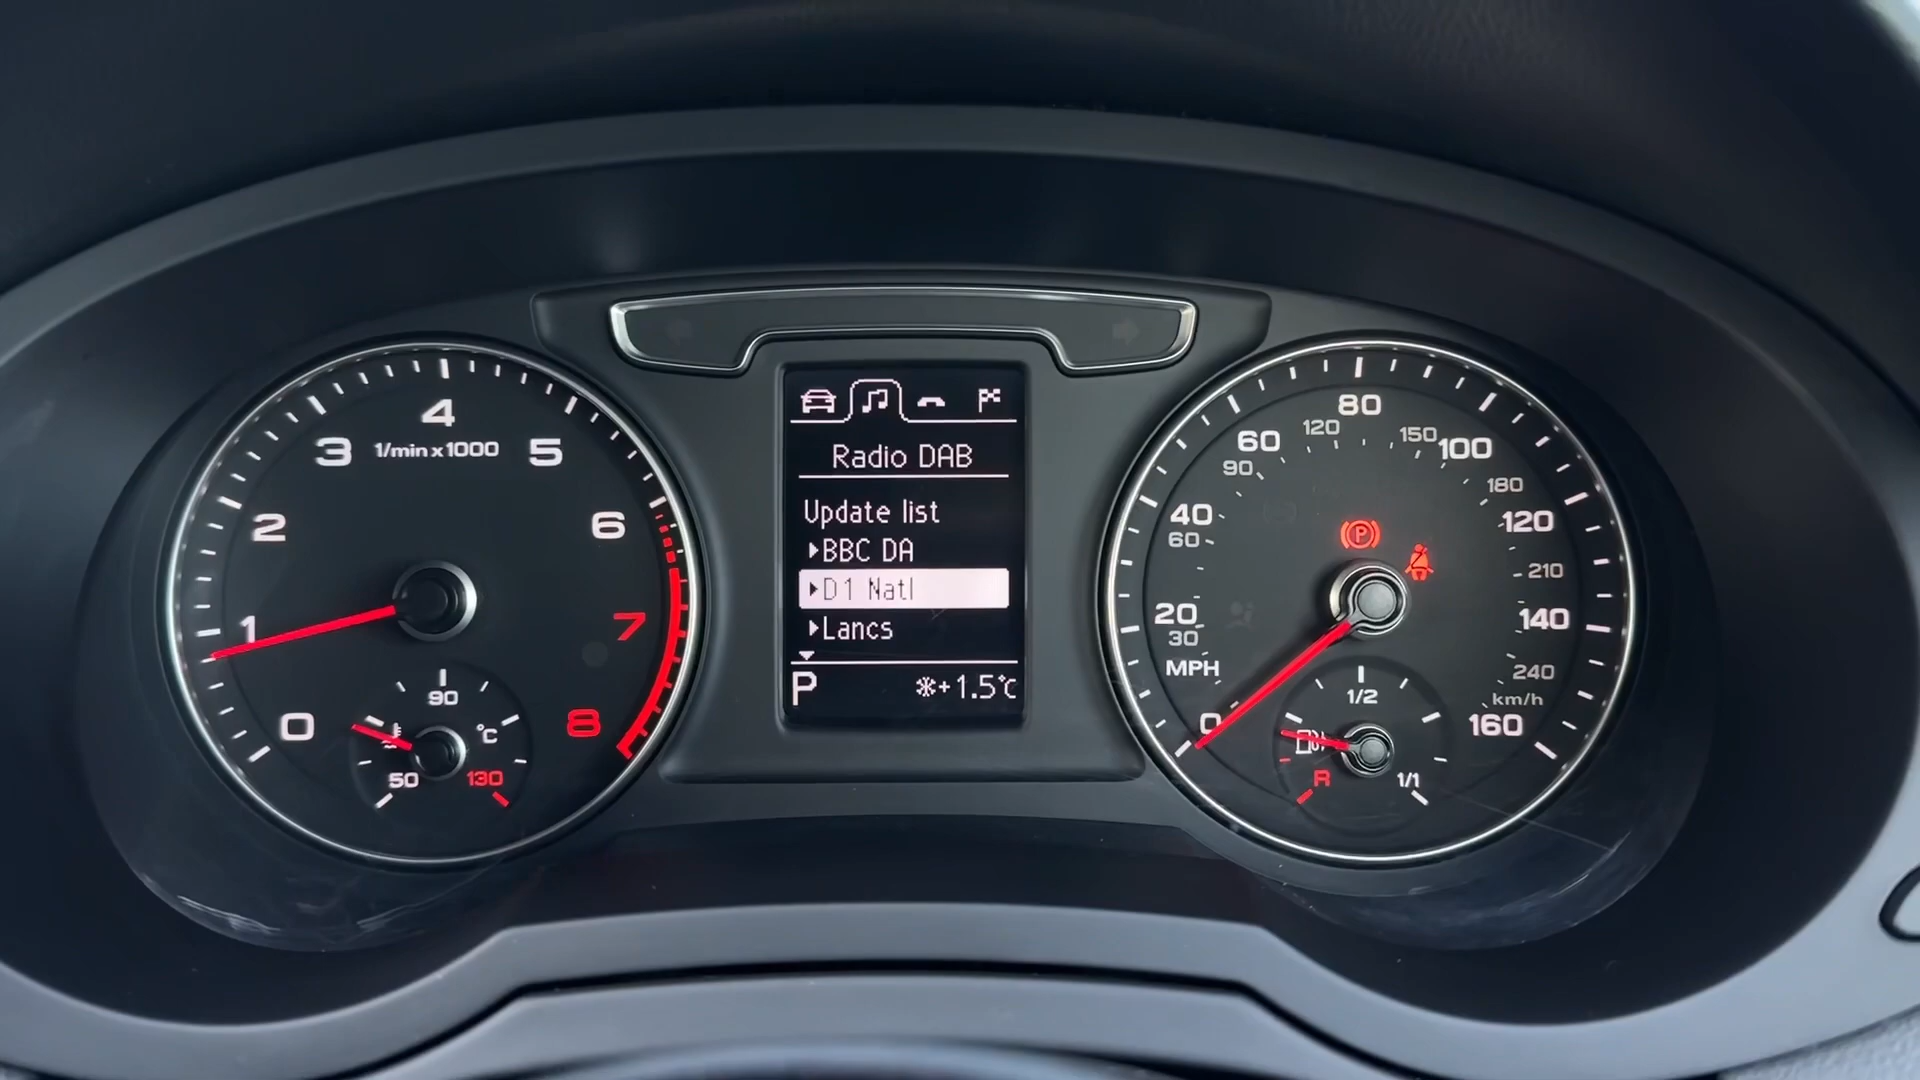 4
3
1/min x 1000
5
2
6
1
7
0
8
90
°C
50
130
Radio DAB
Update list
BBC DA
D1 Natl
Lancs
P
+1.5°C
80
60
120
150
100
90
180
40
120
60
210
20
140
30
MPH
240
km/h
0
160
1/2
R
1/1
P